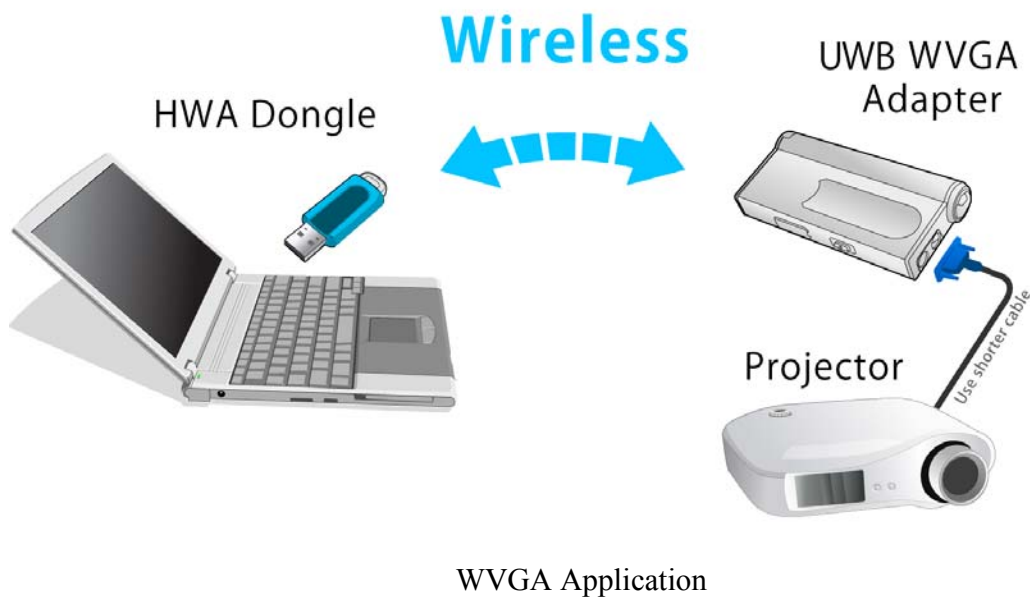 Wireless
HWA Dongle
UWB WVGA
Adapter
Use shorter cable
Projector
WVGA Application